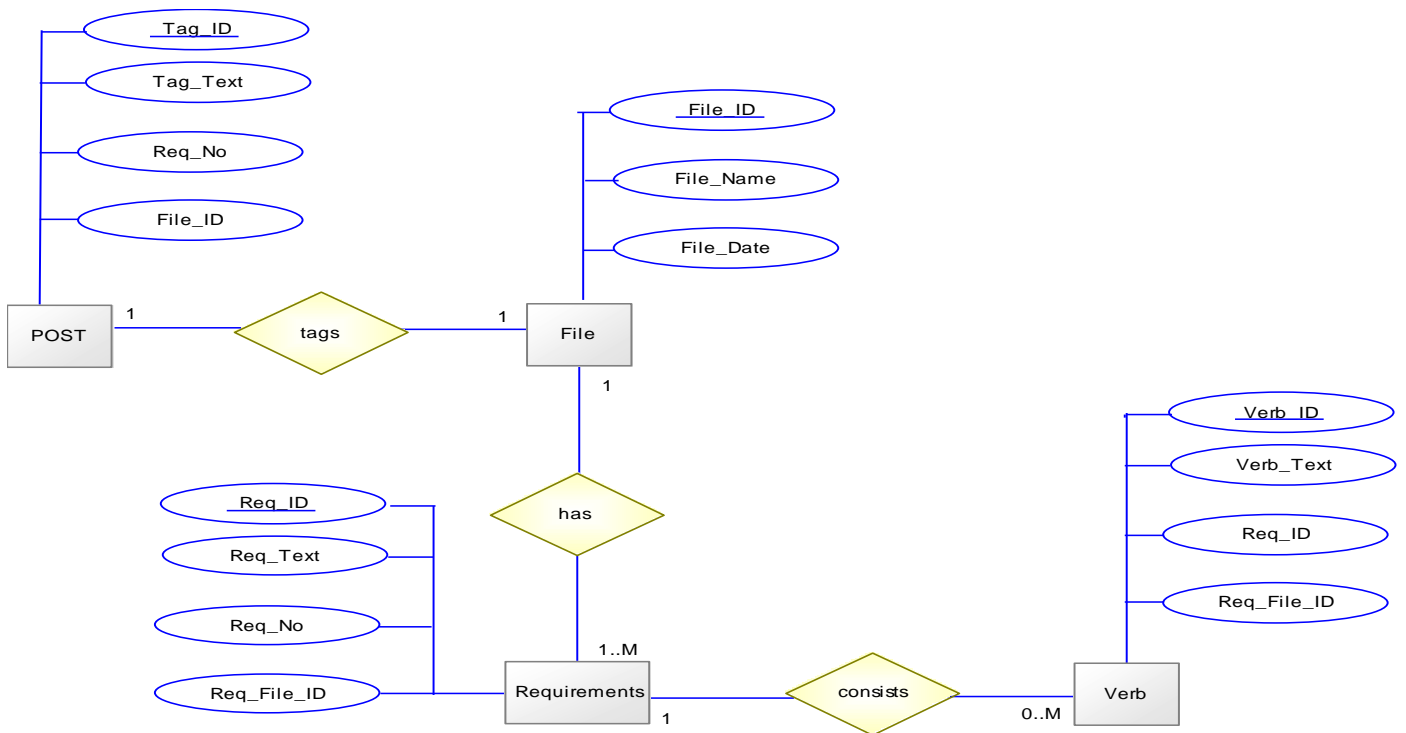 Tag_ID
Tag_Text
Req_No
File_ID
POST
1
tags
1
File_ID
File_Name
File_Date
File
1
has
1..M
Req_ID
Req_Text
Req_No
Req_File_ID
Requirements
1
consists
0..M
Verb_ID
Verb_Text
Req_ID
Req_File_ID
Verb